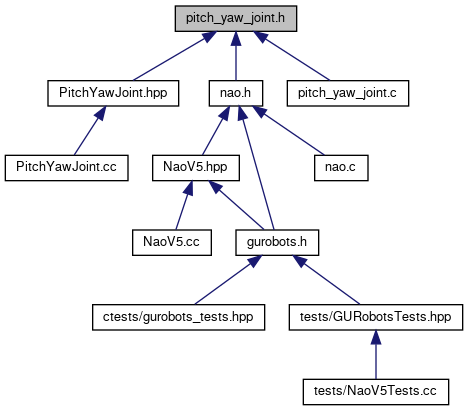 pitch_yaw_joint.h
PitchYawJoint.hpp
nao.h
pitch_yaw_joint.c
PitchYawJoint.cc
NaoV5.hpp
nao.c
NaoV5.cc
gurobots.h
ctests/gurobots_tests.hpp
tests/GURobotsTests.hpp
tests/NaoV5Tests.cc